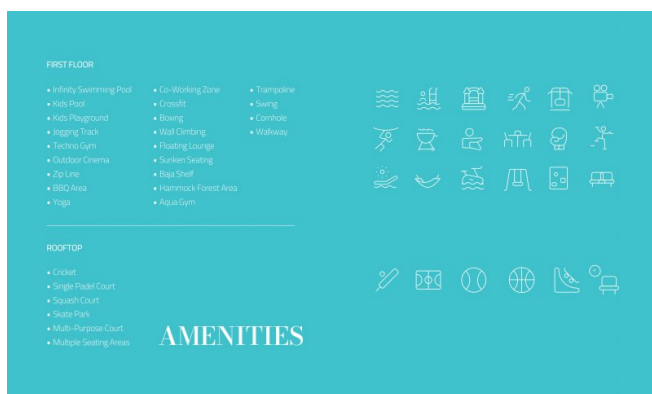 FIRST FLOOR
• Infinity Swimming Pool
• Kids Pool
• Kids Playground
• Jogging Track
• Techno Gym
• Outdoor Cinema
• Zip Line
• BBQ Area
• Yoga
• Co-Working Zone
• Crossfit
• Boxing
• Wall Climbing
• Floating Lounge
• Sunken Seating
• Baja Shelf
• Hammock Forest Area
• Aqua Gym
• Trampoline
• Swing
• Cornhole
• Walkway
ROOFTOP
• Cricket
• Single Padel Court
• Squash Court
• Skate Park
• Multi-Purpose Court
• Multiple Seating Areas
AMENITIES